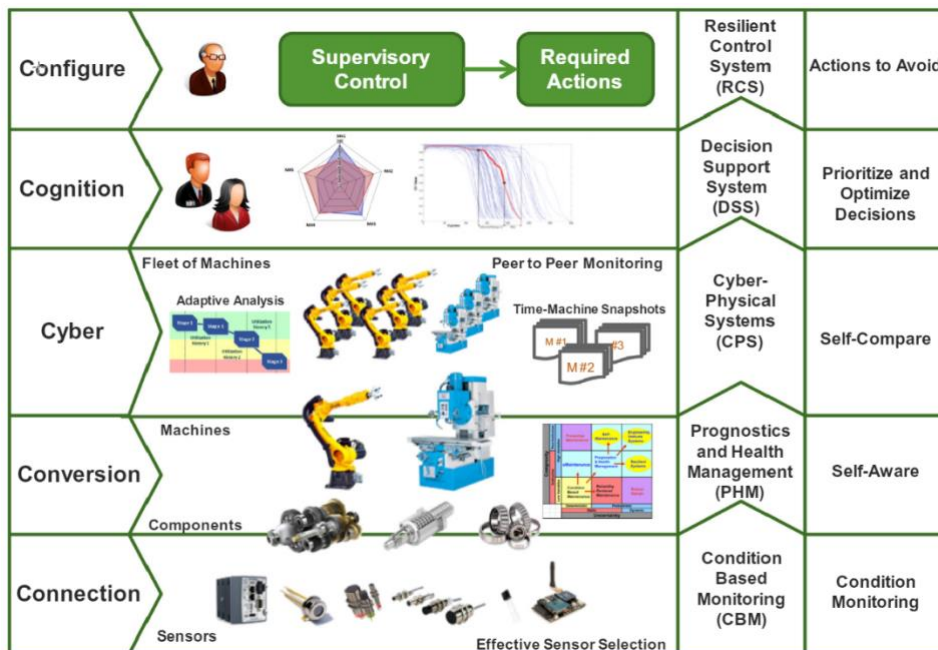 Configure
Supervisory
Control
Required
Actions
Resilient
Control
System
(RCS)
Actions to Avoid
Cognition
Decision
Support
System
(DSS)
Prioritize and
Optimize
Decisions
Cyber
Fleet of Machines
Peer to Peer Monitoring
Adaptive Analysis
Time-Machine Snapshots
M #1
#3
M #2
Cyber-
Physical
Systems
(CPS)
Self-Compare
Conversion
Machines
Components
Prognostics
and Health
Management
(PHM)
Self-Aware
Connection
Sensors
Effective Sensor Selection
Condition
Based
Monitoring
(CBM)
Condition
Monitoring